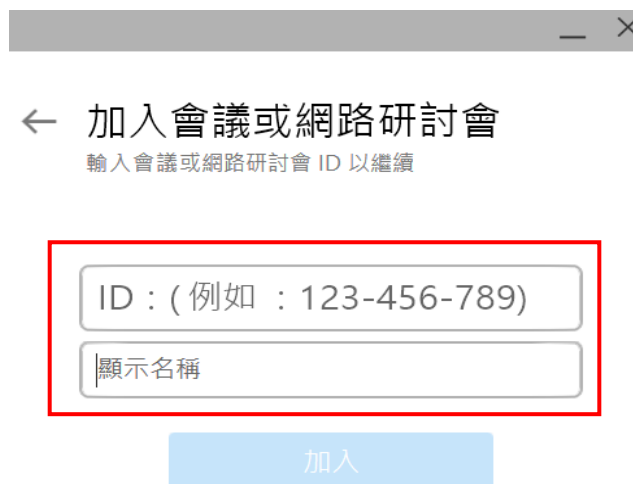 加入會議或網路研討會
輸入會議或網路研討會 ID 以繼續
ID：(例如 ：123-456-789)
顯示名稱
加入